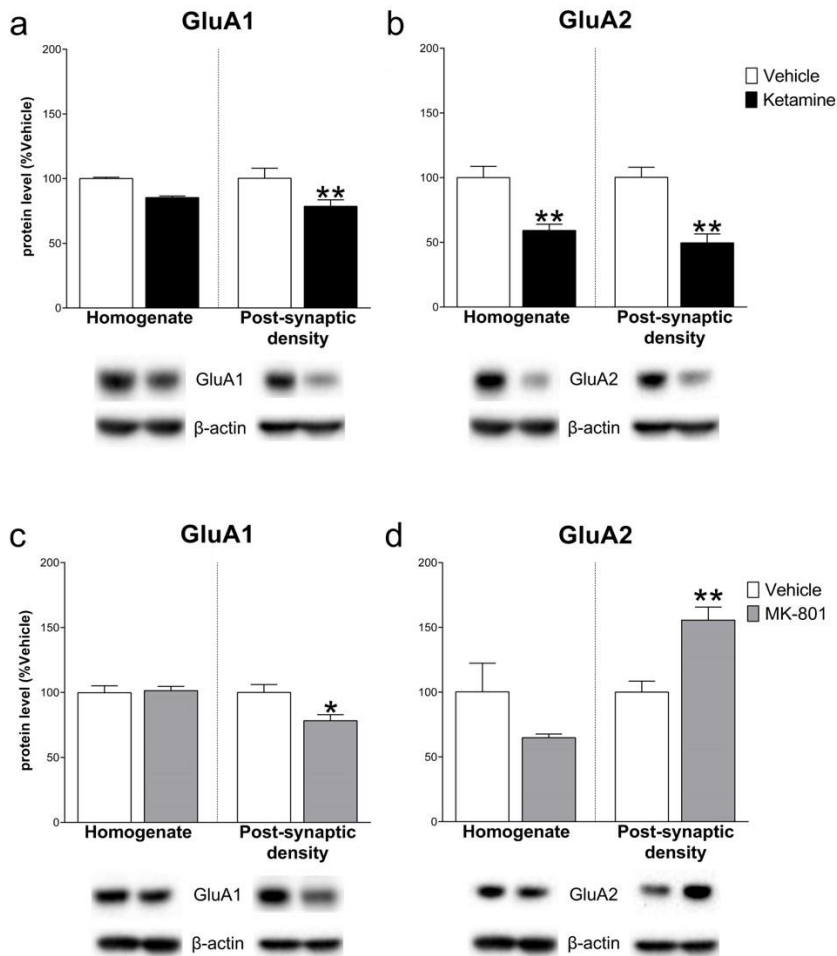 a
GluA1
200
150
100
50
0
protein level (%Vehicle)
**
Homogenate
Post-synaptic
density
GluA1
β-actin
b
GluA2
200
150
100
50
0
**
**
Homogenate
Post-synaptic
density
GluA2
β-actin
Vehicle
Ketamine
c
GluA1
200
150
100
50
0
protein level (%Vehicle)
*
Homogenate
Post-synaptic
density
GluA1
β-actin
d
GluA2
200
150
100
50
0
**
Homogenate
Post-synaptic
density
GluA2
β-actin
Vehicle
MK-801